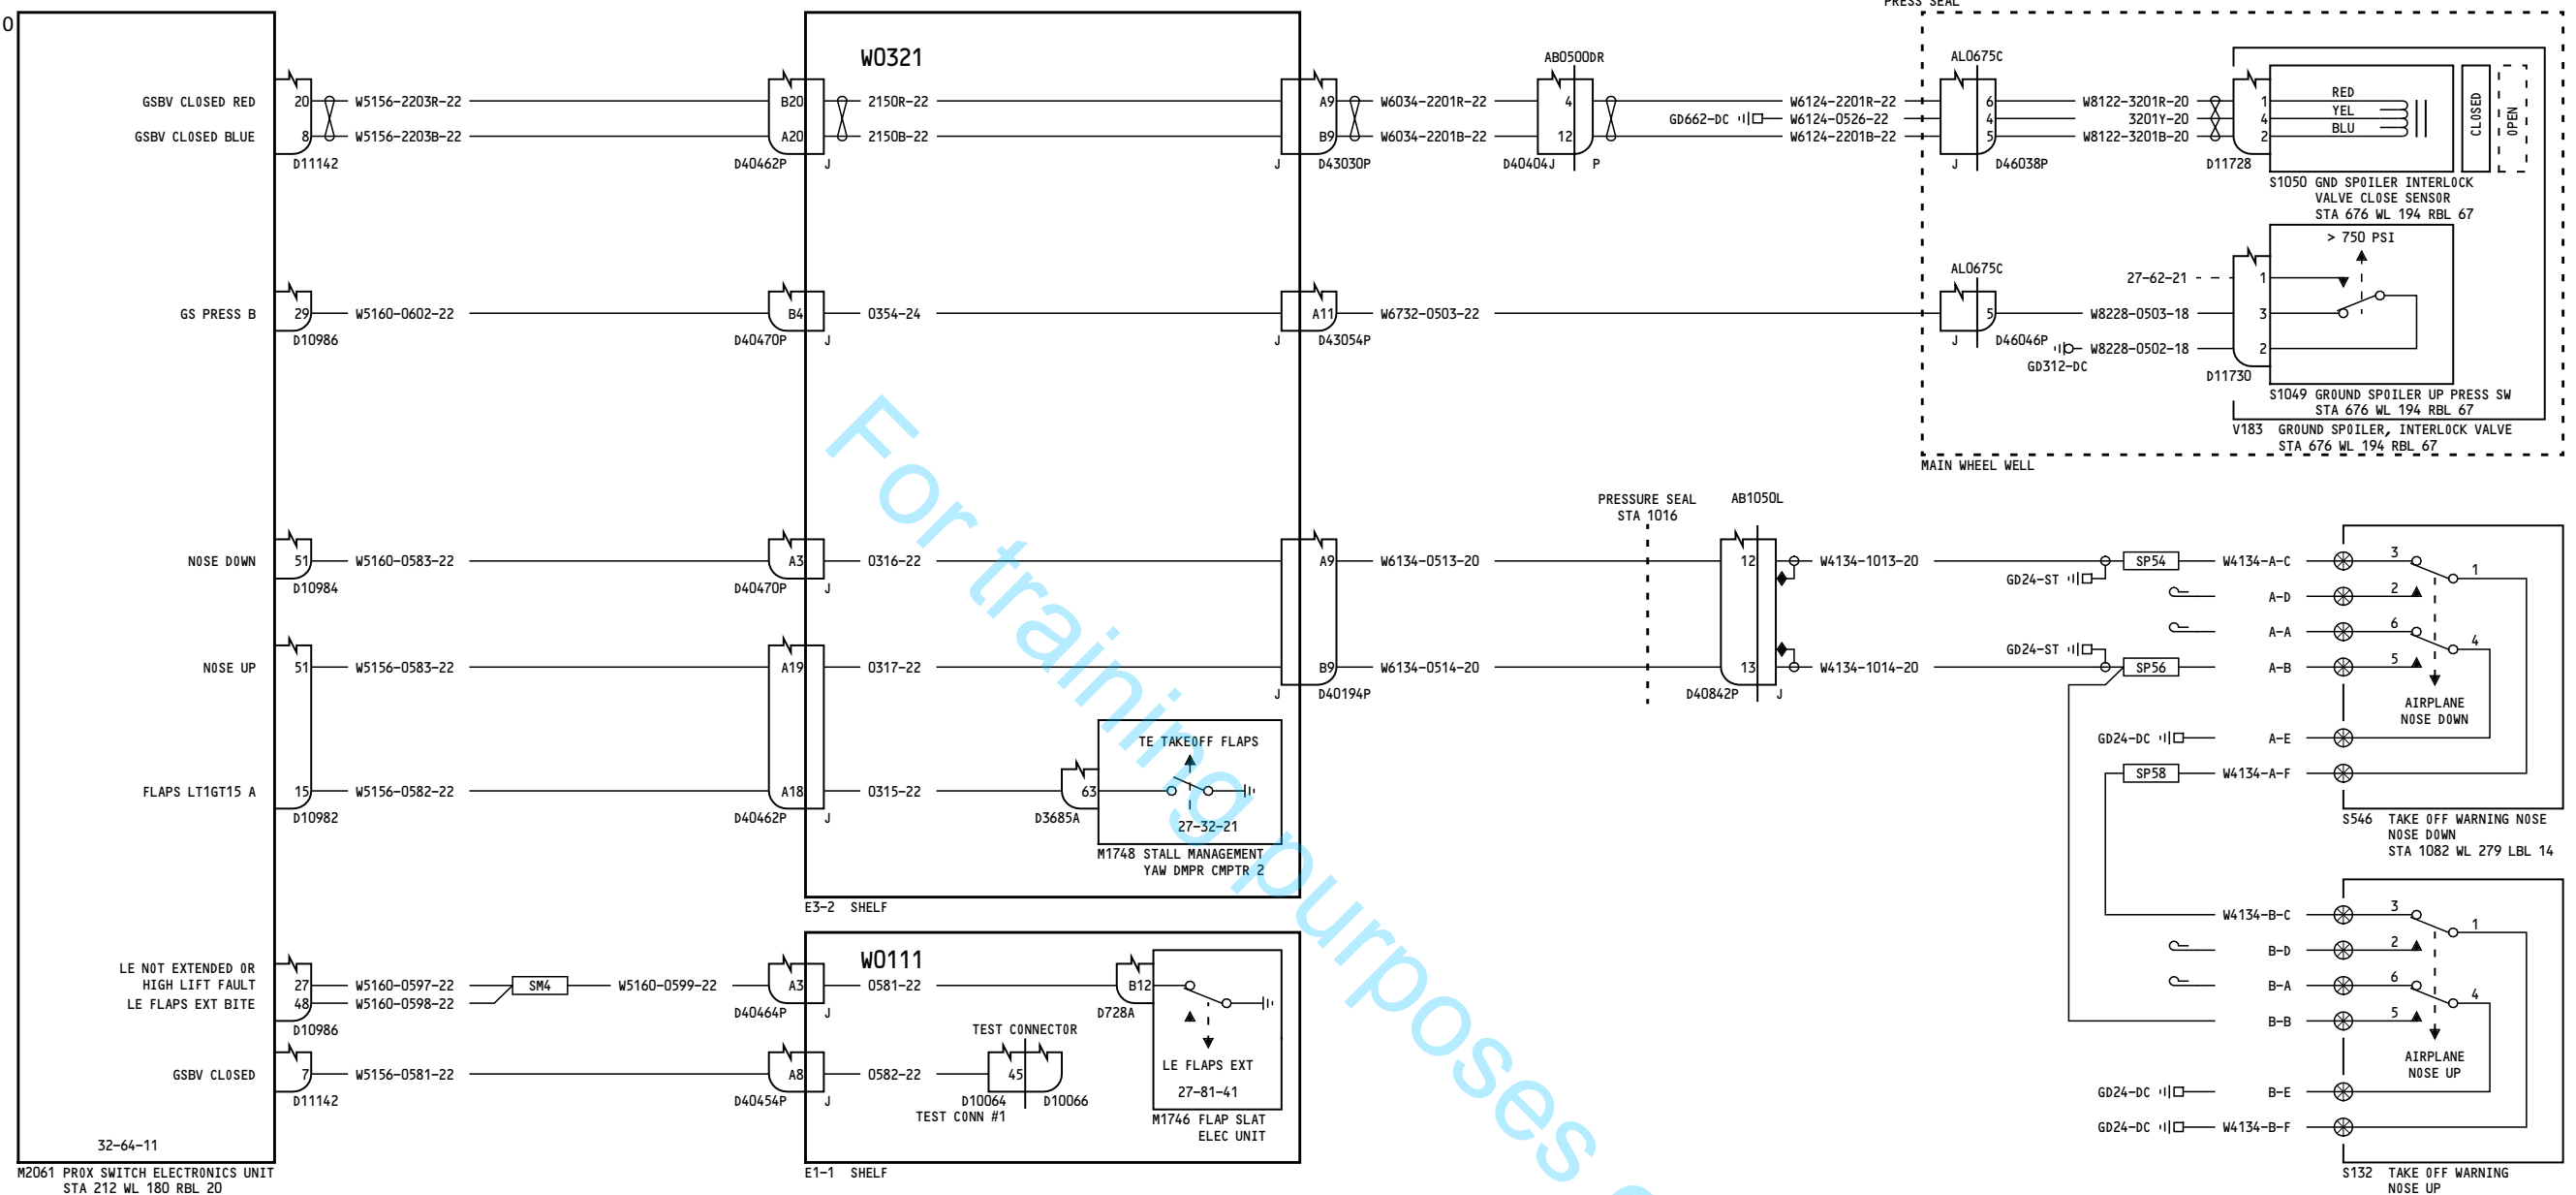 PRESS SEAL
0
W0321
AB0500DR
AL0675C
GSBV CLOSED RED 20 W5156-2203R-22 B20 2150R-22 A9 W6034-2201R-22 4 W6124-2201R-22 6 W8122-3201R-20 1 RED
GD662-DC W6124-0526-22 4 3201Y-20 4 YEL
GSBV CLOSED BLUE 8 W5156-2203B-22 A20 2150B-22 B9 W6034-2201B-22 12 W6124-2201B-22 5 W8122-3201B-20 2 BLU
CLOSED
OPEN
D11142 D40462P J J D43030P D40404J P J D46038P D11728
S1050 GND SPOILER INTERLOCK
VALVE CLOSE SENSOR
STA 676 WL 194 RBL 67
> 750 PSI
AL0675C
27-62-21 1
GS PRESS B 29 W5160-0602-22 B4 0354-24 A11 W6732-0503-22 5 W8228-0503-18 3
D10986 D40470P J J D43054P J D46046P
W8228-0502-18 2
GD312-DC
D11730
S1049 GROUND SPOILER UP PRESS SW
STA 676 WL 194 RBL 67
V183 GROUND SPOILER, INTERLOCK VALVE
STA 676 WL 194 RBL 67
MAIN WHEEL WELL
PRESSURE SEAL
STA 1016
AB1050L
NOSE DOWN 51 W5160-0583-22 A3 0316-22 A9 W6134-0513-20 12 W4134-1013-20 SP54 W4134-A-C 3
1
GD24-ST
D10984 D40470P J
A-D 2
A-A 6
4
GD24-ST
NOSE UP 51 W5156-0583-22 A19 0317-22 B9 W6134-0514-20 13 W4134-1014-20 SP56 A-B 5
J D40194P D40842P J
AIRPLANE
NOSE DOWN
GD24-DC A-E
SP58 W4134-A-F
TE TAKEOFF FLAPS
FLAPS LT1GT15 A 15 W5156-0582-22 A18 0315-22 63
D10982 D40462P J D3685A
27-32-21
M1748 STALL MANAGEMENT
YAW DMPR CMPTR 2
S546 TAKE OFF WARNING NOSE
NOSE DOWN
STA 1082 WL 279 LBL 14
E3-2 SHELF
W4134-B-C 3
1
B-D 2
B-A 6
4
B-B 5
AIRPLANE
NOSE UP
GD24-DC B-E
GD24-DC W4134-B-F
S132 TAKE OFF WARNING
NOSE UP
W0111
LE NOT EXTENDED OR
HIGH LIFT FAULT 27 W5160-0597-22 SM4 W5160-0599-22 A3 0581-22 B12
LE FLAPS EXT BITE 48 W5160-0598-22
D10986 D40464P J D728A
TEST CONNECTOR
LE FLAPS EXT
GSBV CLOSED 7 W5156-0581-22 A8 0582-22 45
27-81-41
D11142 D40454P J D10064 D10066
TEST CONN #1
M1746 FLAP SLAT
ELEC UNIT
32-64-11
M2061 PROX SWITCH ELECTRONICS UNIT
STA 212 WL 180 RBL 20
E1-1 SHELF
For training purposes